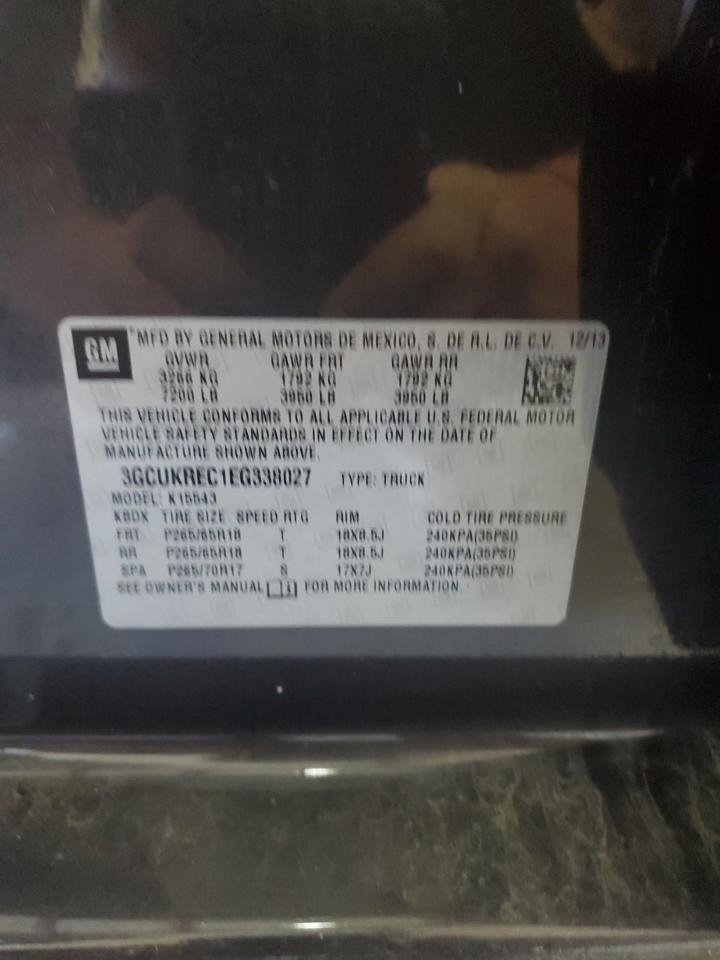 GM
*MFD BY GENERAL MOTORS DE MEXICO, S. DE R.L. DE C.V. 12/13
GVWR GAWR FRT GAWR RR
3266 KG 1792 KG 1792 KG
7200 LB 3950 LB 3950 LB
THIS VEHICLE CONFORMS TO ALL APPLICABLE U.S. FEDERAL MOTOR
VEHICLE SAFETY STANDARDS IN EFFECT ON THE DATE OF
MANUFACTURE SHOWN ABOVE.
3GCUKREC1EG338027 TYPE: TRUCK
MODEL: K15543
KBDX TIRE SIZE SPEED RTG RIM COLD TIRE PRESSURE
FRT P265/65R18 T 18X8.5J 240KPA(35PSI)
RR P265/65R18 T 18X8.5J 240KPA(35PSI)
SPA P265/70R17 S 17X7J 240KPA(35PSI)
SEE OWNER'S MANUAL FOR MORE INFORMATION.